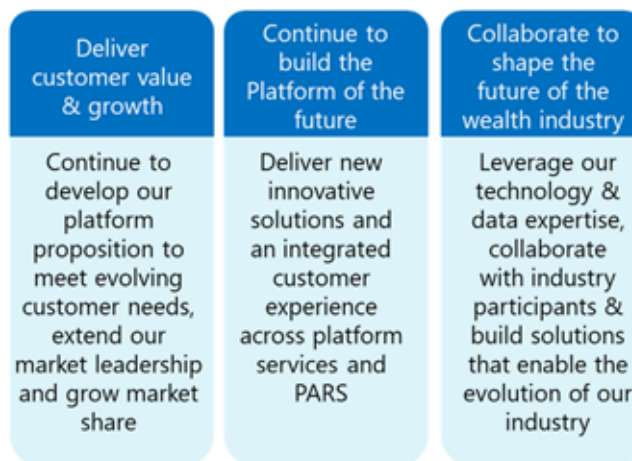 Deliver
customer value
& growth
Continue to
develop our
platform
proposition to
meet evolving
customer needs,
extend our
market leadership
and grow market
share
Continue to
build the
Platform of the
future
Deliver new
innovative
solutions and
an integrated
customer
experience
across platform
services and
PARS
Collaborate to
shape the
future of the
wealth industry
Leverage our
technology &
data expertise,
collaborate
with industry
participants &
build solutions
that enable the
evolution of our
industry